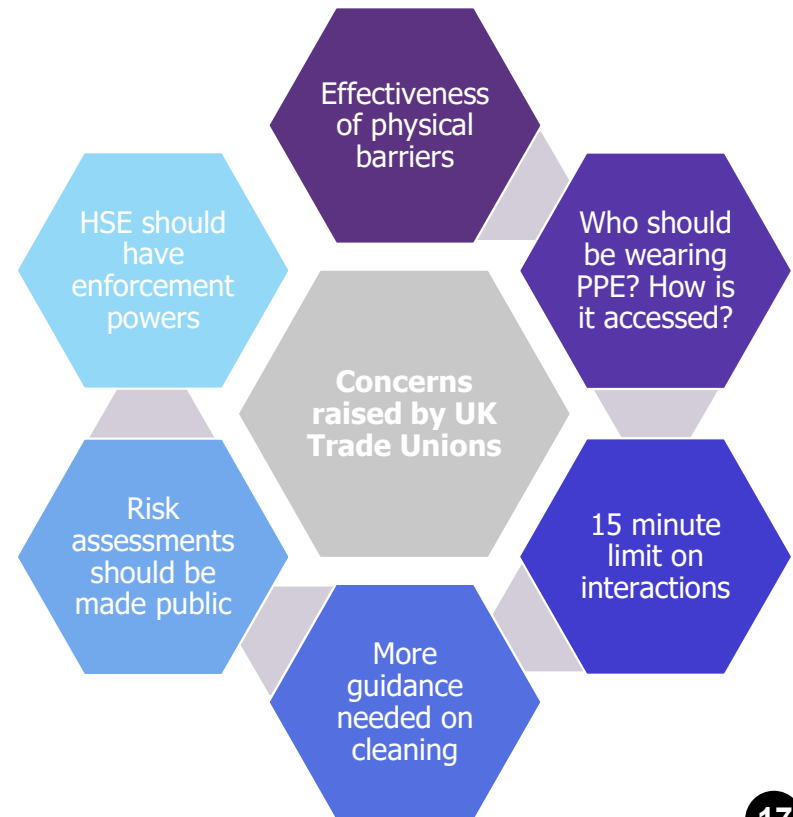 Effectiveness
of physical
barriers
Who should
be wearing
PPE? How is
it accessed?
15 minute
limit on
interactions
More
guidance
needed on
cleaning
Risk
assessments
should be
made public
HSE should
have
enforcement
powers
Concerns
raised by UK
Trade Unions
17